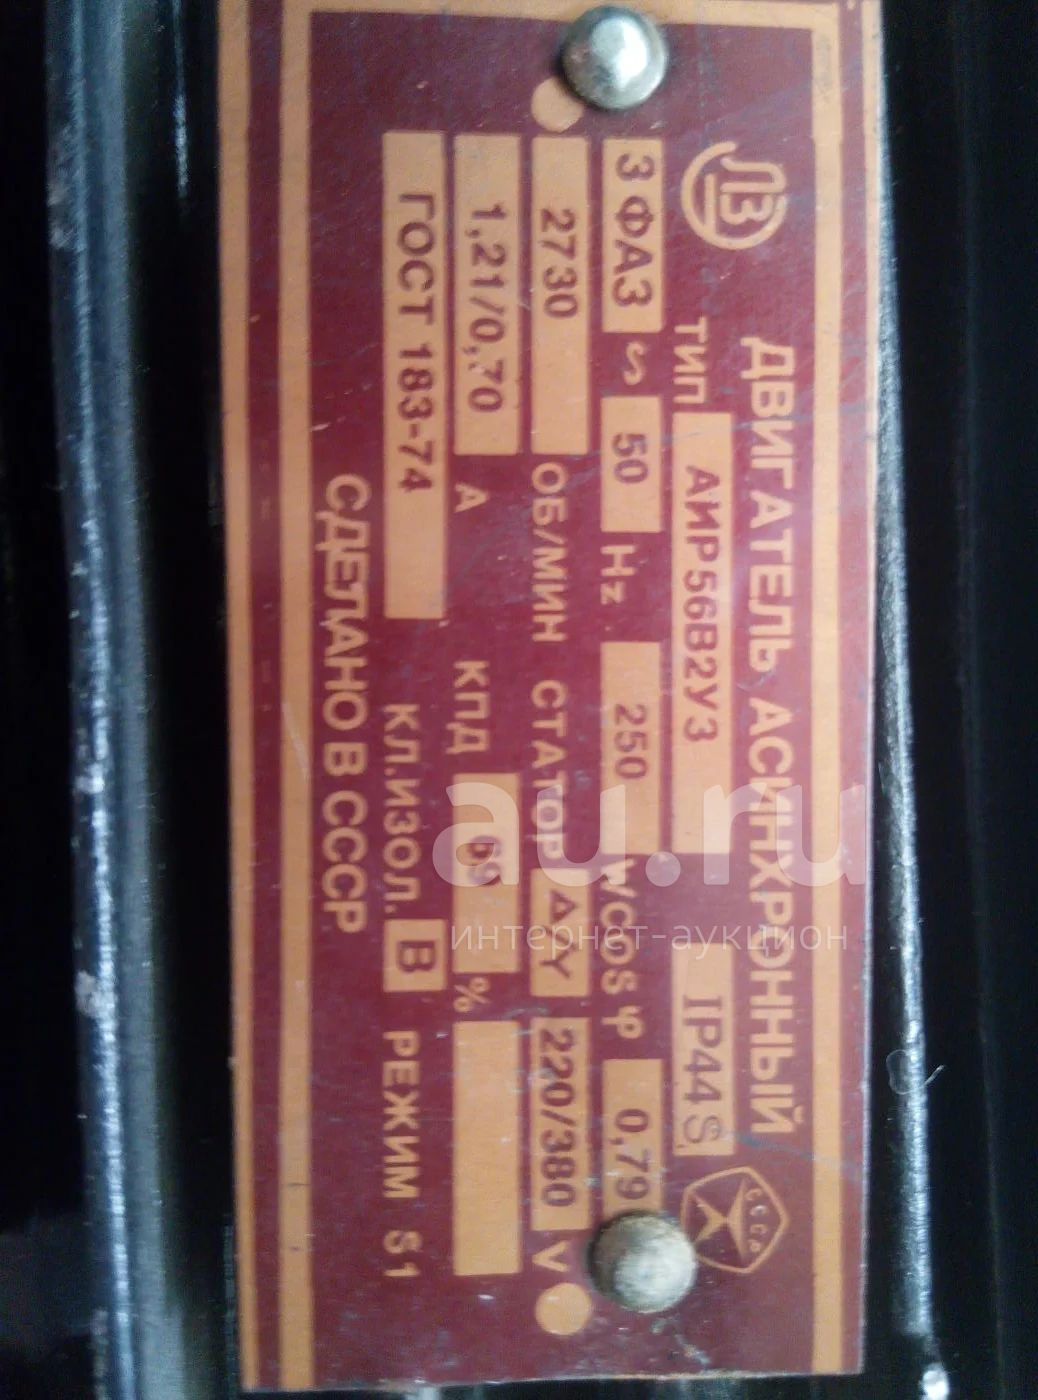 ЛЗ
ДВИГАТЕЛЬ АСИНХРОННЫЙ
ТИП АИР56В2У3 IP44 S
СССР
3 ФАЗ ~ 50 Hz 250 W COS φ 0,79
2730 ОБ/МИН СТАТОР Δ/Y 220/380 V
1,21/0,70 А КПД 69 %
ГОСТ 183-74 КЛ.ИЗОЛ. В РЕЖИМ S1
СДЕЛАНО В СССР
au.ru
интернет-аукцион